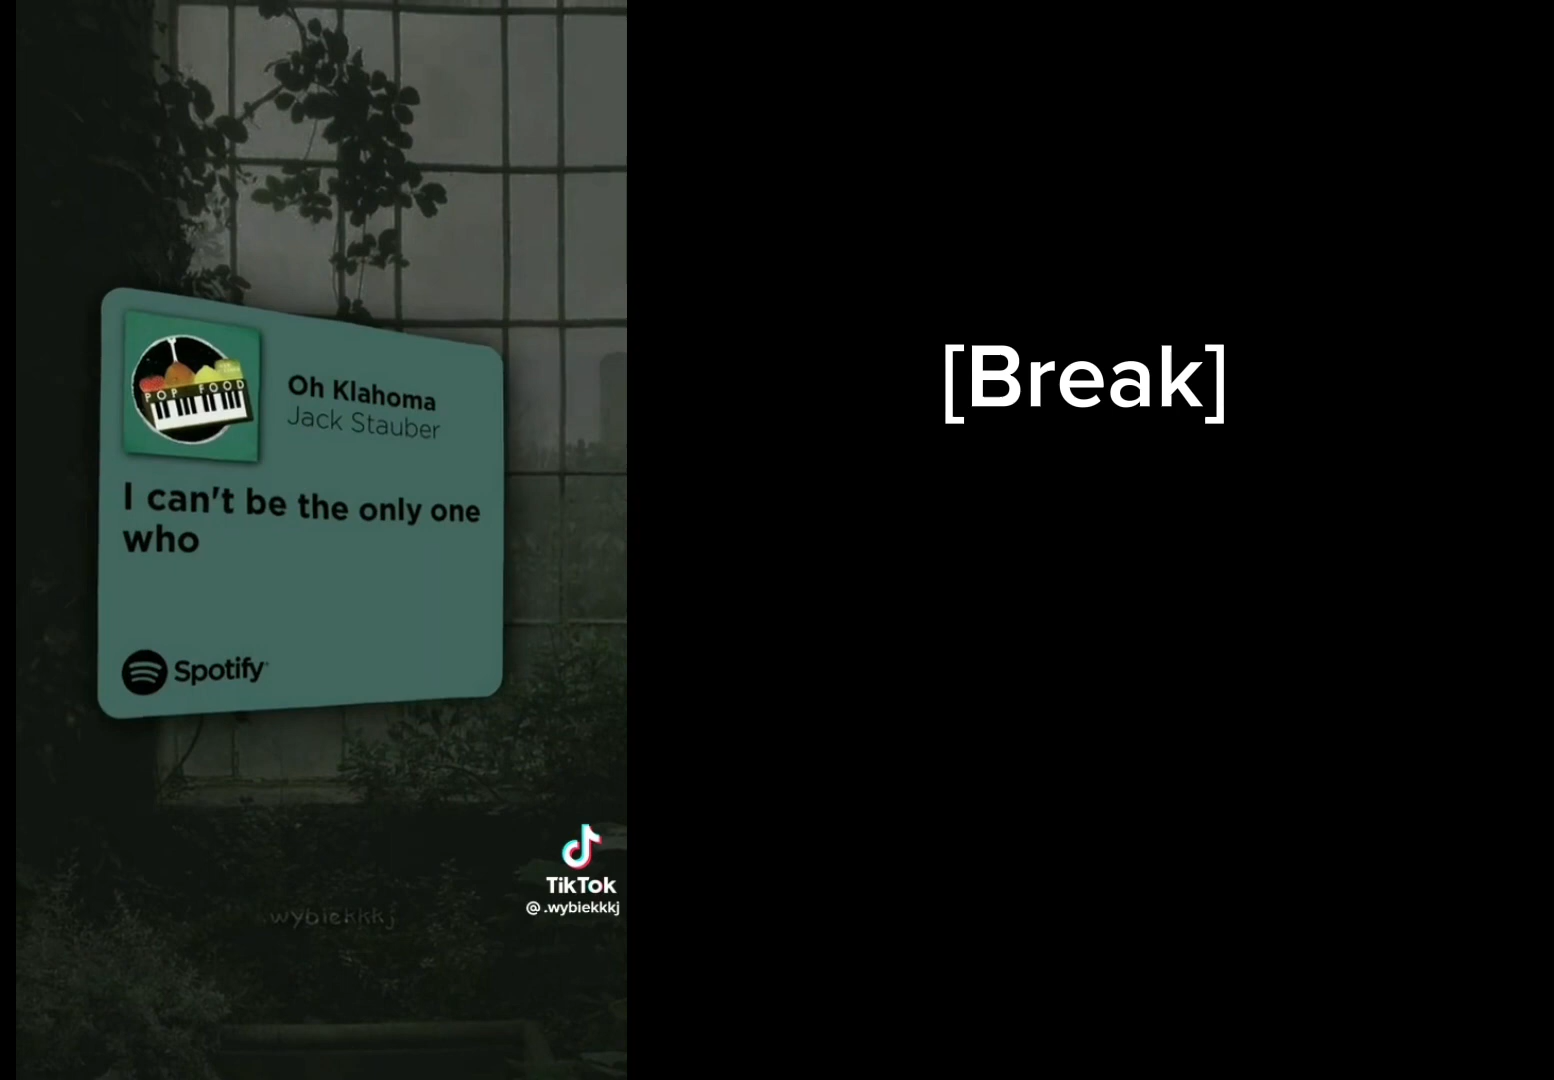 POP FOOD
Oh Klahoma
Jack Stauber
I can't be the only one
who
Spotify
TikTok
@.wybiekkkj
.wybiekkkj
[Break]